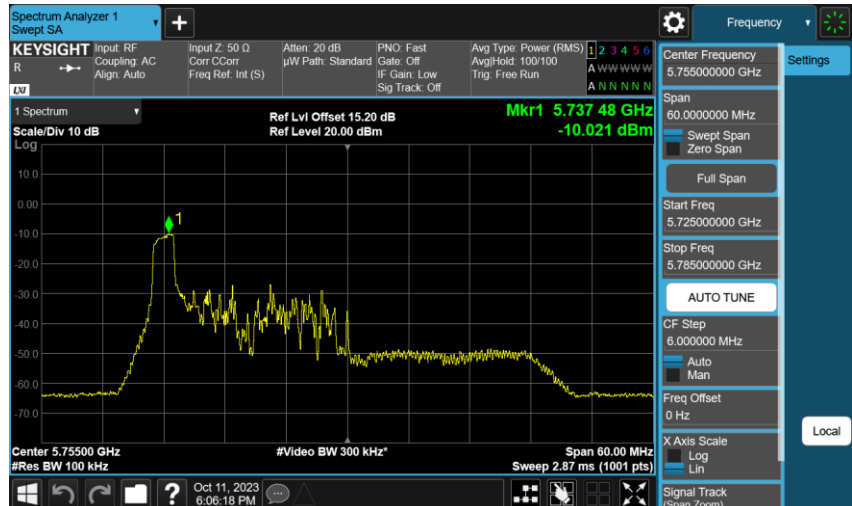 Spectrum Analyzer 1
Swept SA
+
Frequency
KEYSIGHT
R
LXI
Input: RF
Coupling: AC
Align: Auto
Input Z: 50 Ω
Corr CCorr
Freq Ref: Int (S)
Atten: 20 dB
µW Path: Standard
PNO: Fast
Gate: Off
IF Gain: Low
Sig Track: Off
Avg Type: Power (RMS)
Avg|Hold: 100/100
Trig: Free Run
1 2 3 4 5 6
A W W W W W
A N N N N N
1 Spectrum
Scale/Div 10 dB
Log
Ref Lvl Offset 15.20 dB
Ref Level 20.00 dBm
Mkr1 5.737 48 GHz
-10.021 dBm
10.0
0.00
-10.0
-20.0
-30.0
-40.0
-50.0
-60.0
-70.0
1
Center 5.75500 GHz
#Res BW 100 kHz
#Video BW 300 kHz*
Span 60.00 MHz
Sweep 2.87 ms (1001 pts)
?
Oct 11, 2023
6:06:18 PM
Center Frequency
5.755000000 GHz
Span
60.0000000 MHz
Swept Span
Zero Span
Full Span
Start Freq
5.725000000 GHz
Stop Freq
5.785000000 GHz
AUTO TUNE
CF Step
6.000000 MHz
Auto
Man
Freq Offset
0 Hz
X Axis Scale
Log
Lin
Signal Track
(Span Zoom)
Settings
Local